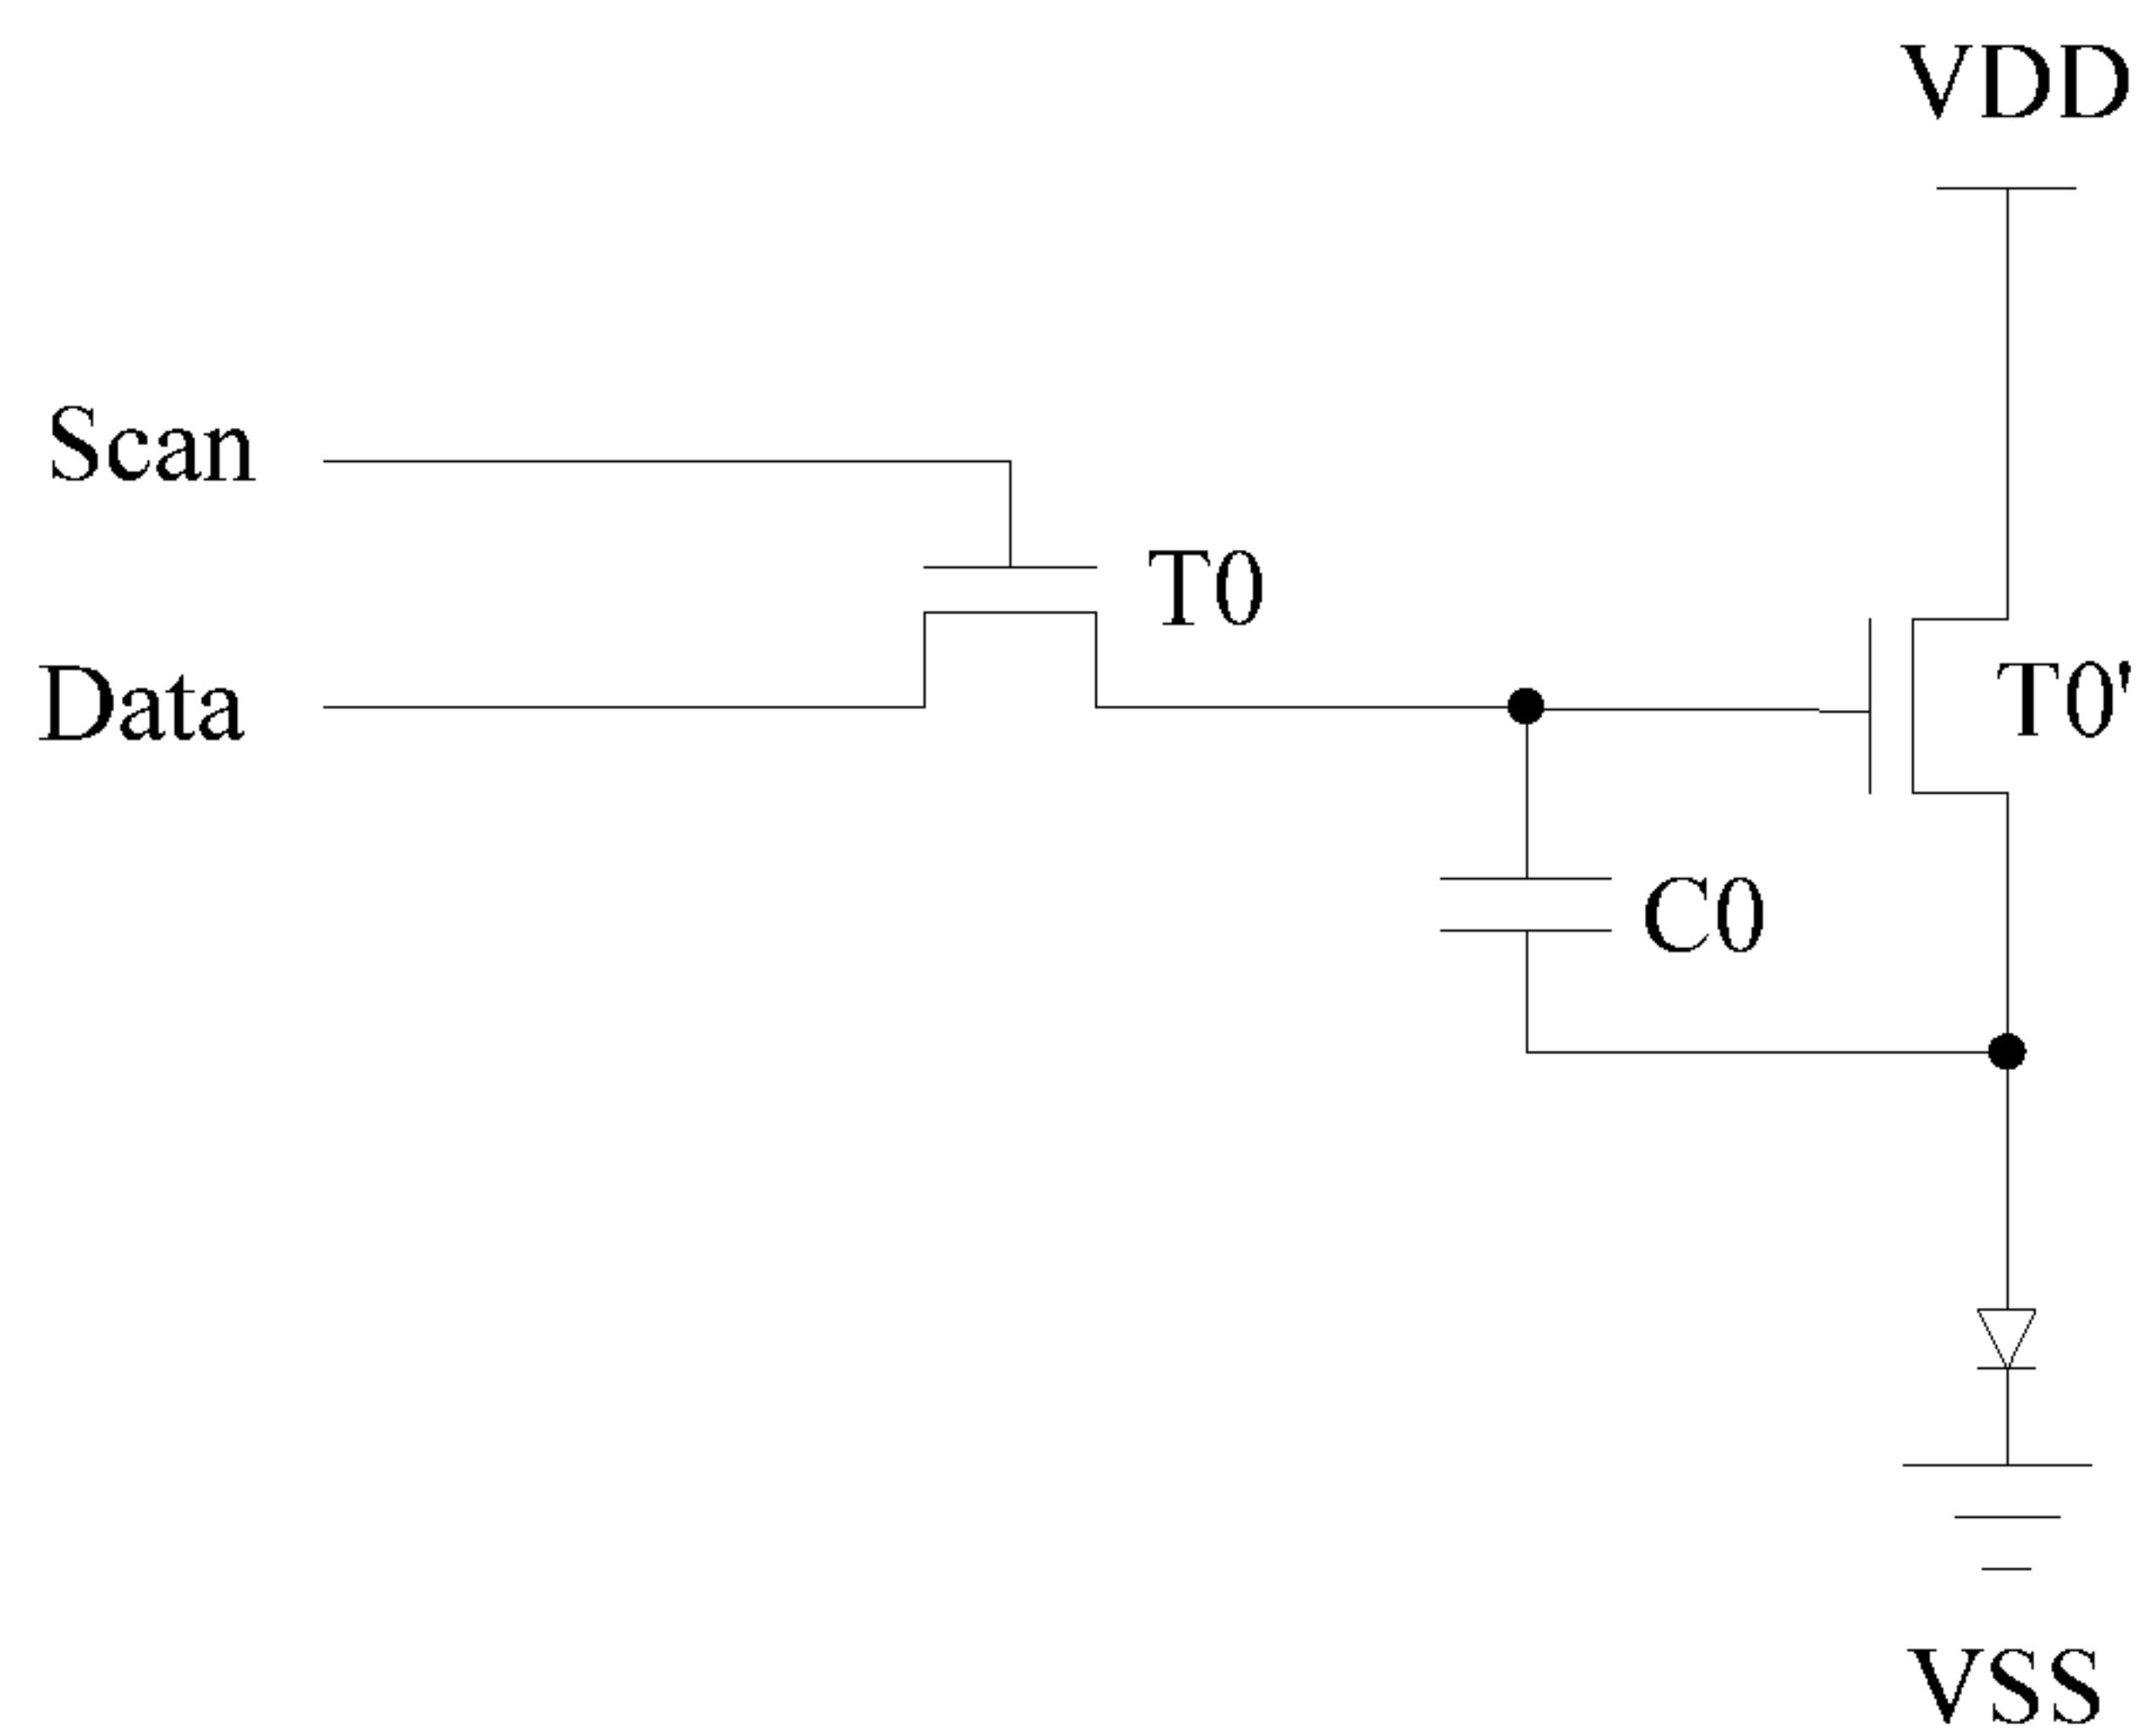 VDD
Scan
T0
Data
T0'
C0
VSS